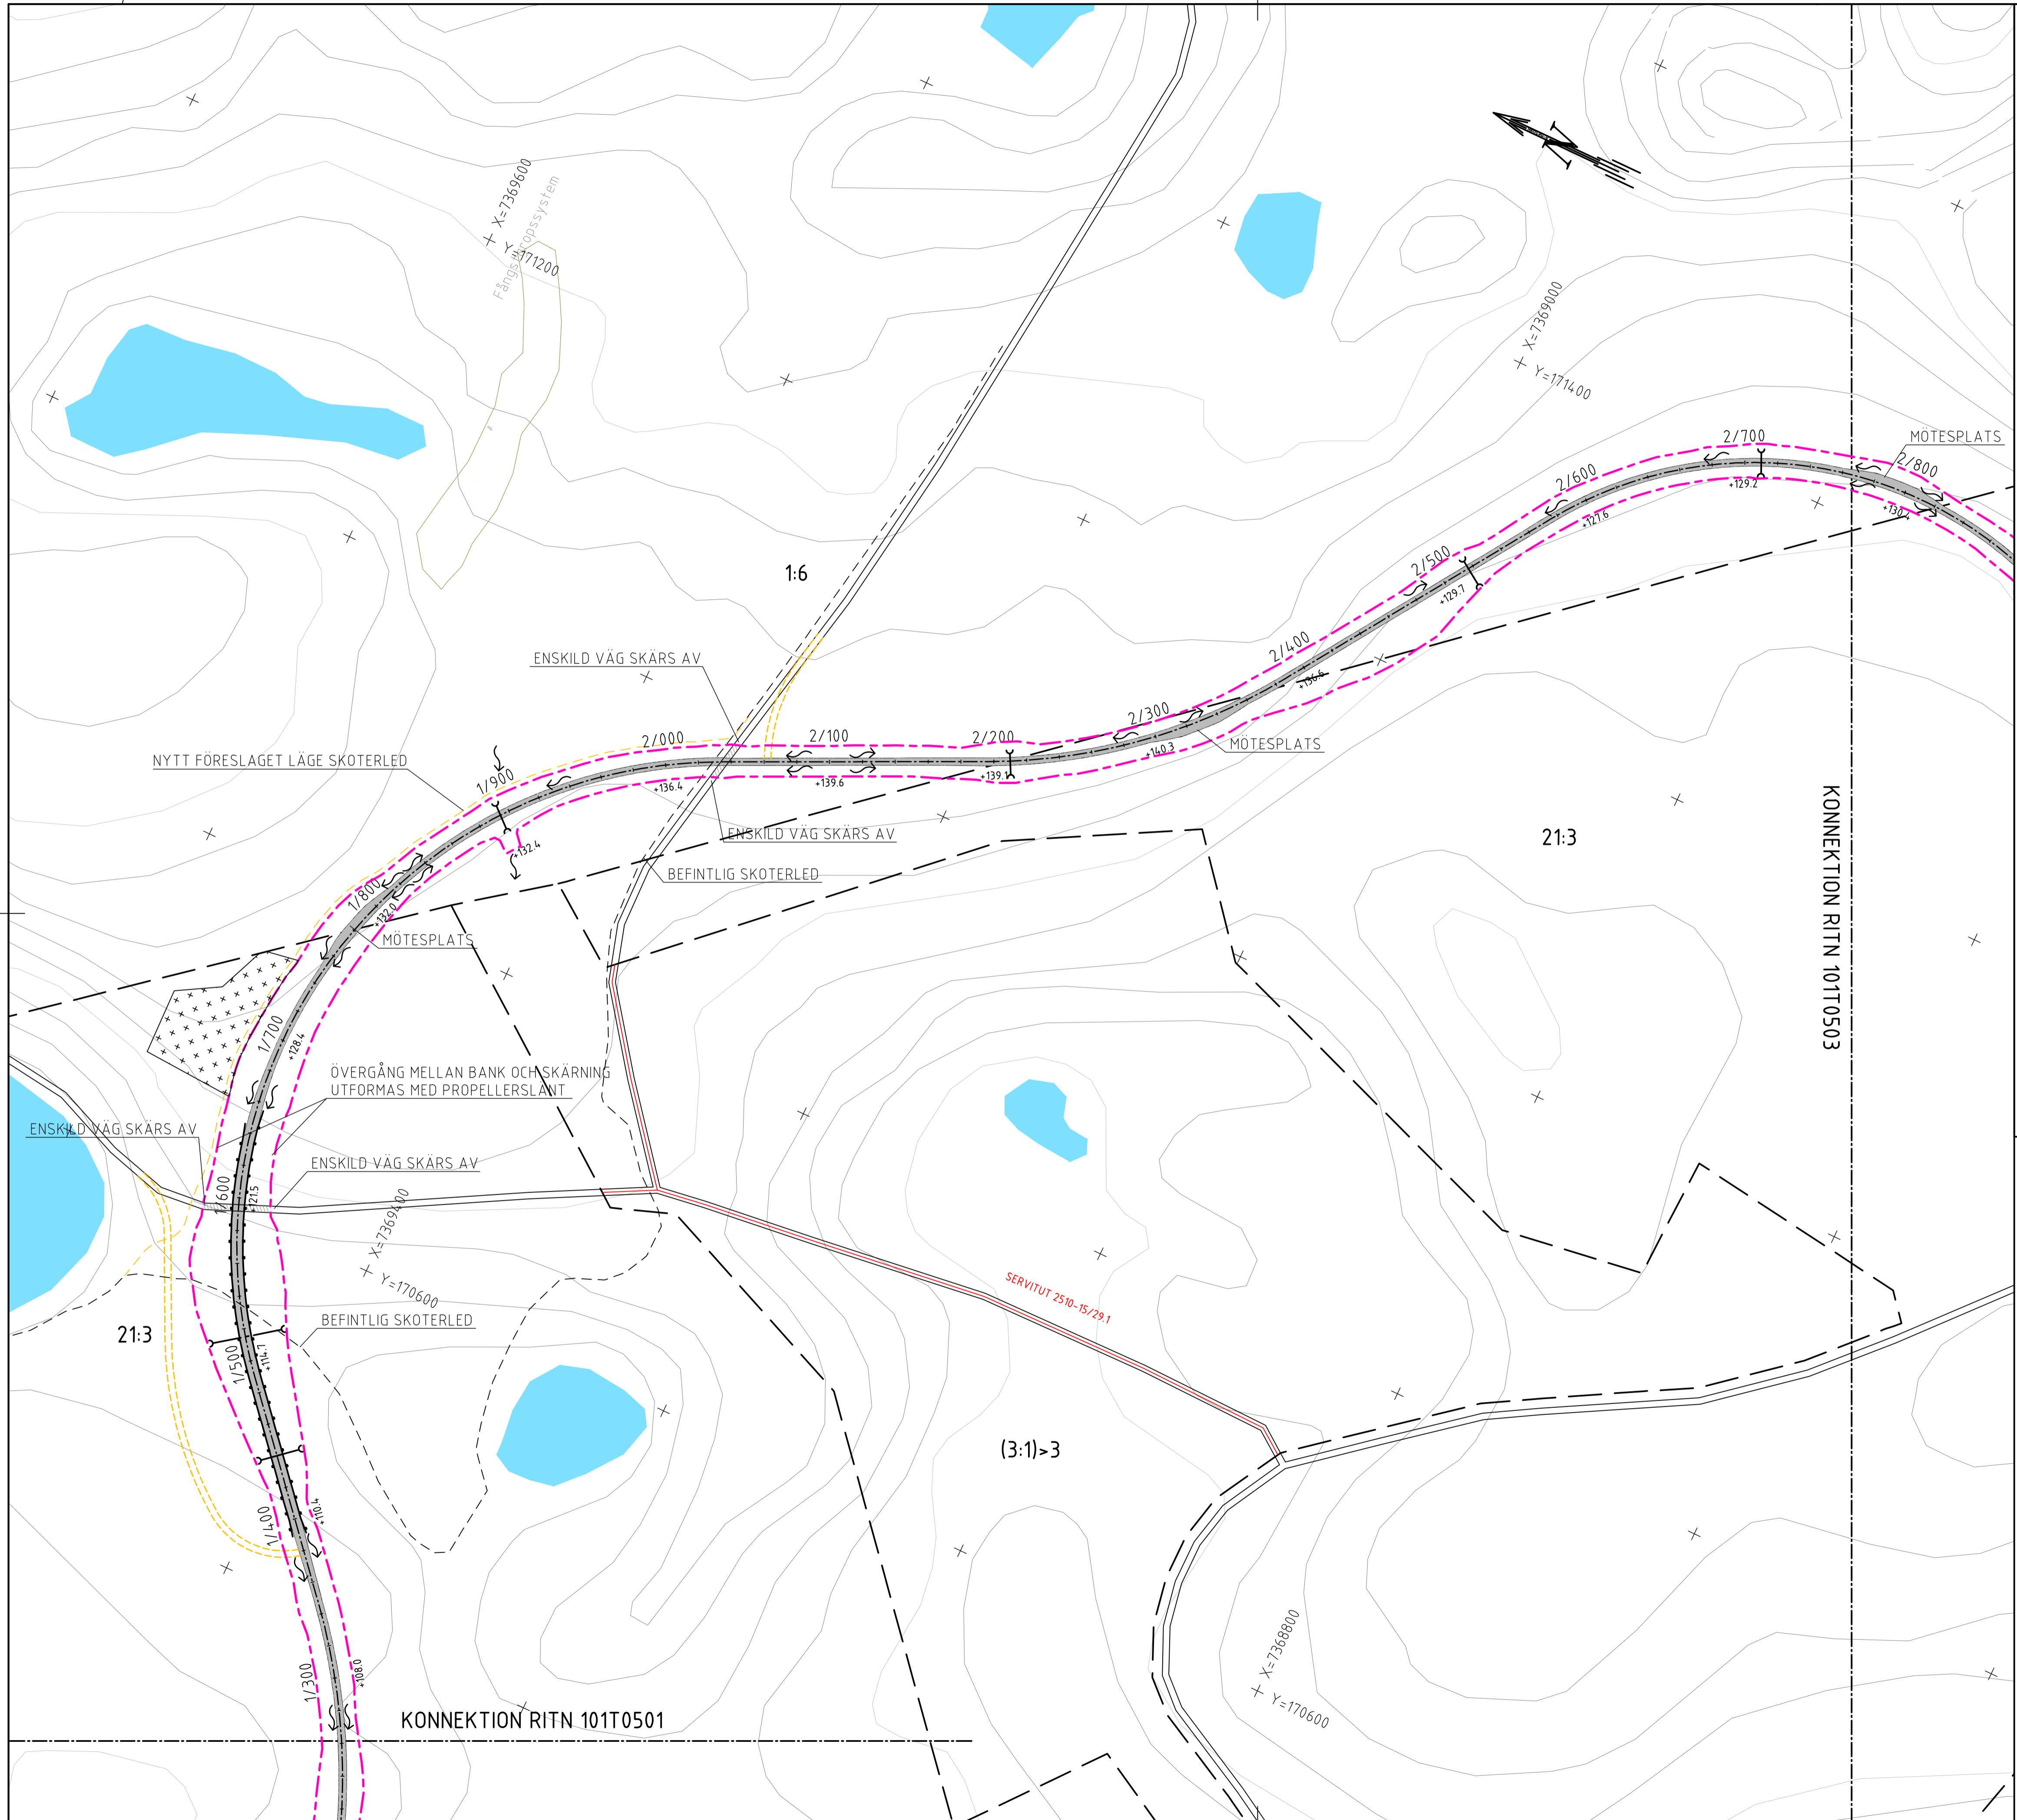 X=7369600
Y=171200
Fångstgropssystem
N
X=7369000
Y=171400
2/700
MÖTESPLATS
2/800
2/600
+129.2
+130.4
+127.6
2/500
+129.7
1:6
2/400
+136.6
ENSKILD VÄG SKÄRS AV
2/300
2/000
2/100
2/200
MÖTESPLATS
+140.3
NYTT FÖRESLAGET LÄGE SKOTERLED
1/900
+136.4
+139.6
+139.1
ENSKILD VÄG SKÄRS AV
21:3
KONNEKTION RITN 101T0503
+132.4
BEFINTLIG SKOTERLED
1/800
+132.0
MÖTESPLATS
1/700
+128.4
ÖVERGÅNG MELLAN BANK OCH SKÄRNING
UTFORMAS MED PROPELLERSLÄNT
ENSKILD VÄG SKÄRS AV
ENSKILD VÄG SKÄRS AV
1/600
+121.5
X=7369400
Y=170600
SERVITUT 2510-15/29.1
21:3
BEFINTLIG SKOTERLED
1/500
+114.7
(3:1)>3
1/400
+110.4
1/300
+108.0
X=7368800
Y=170600
KONNEKTION RITN 101T0501